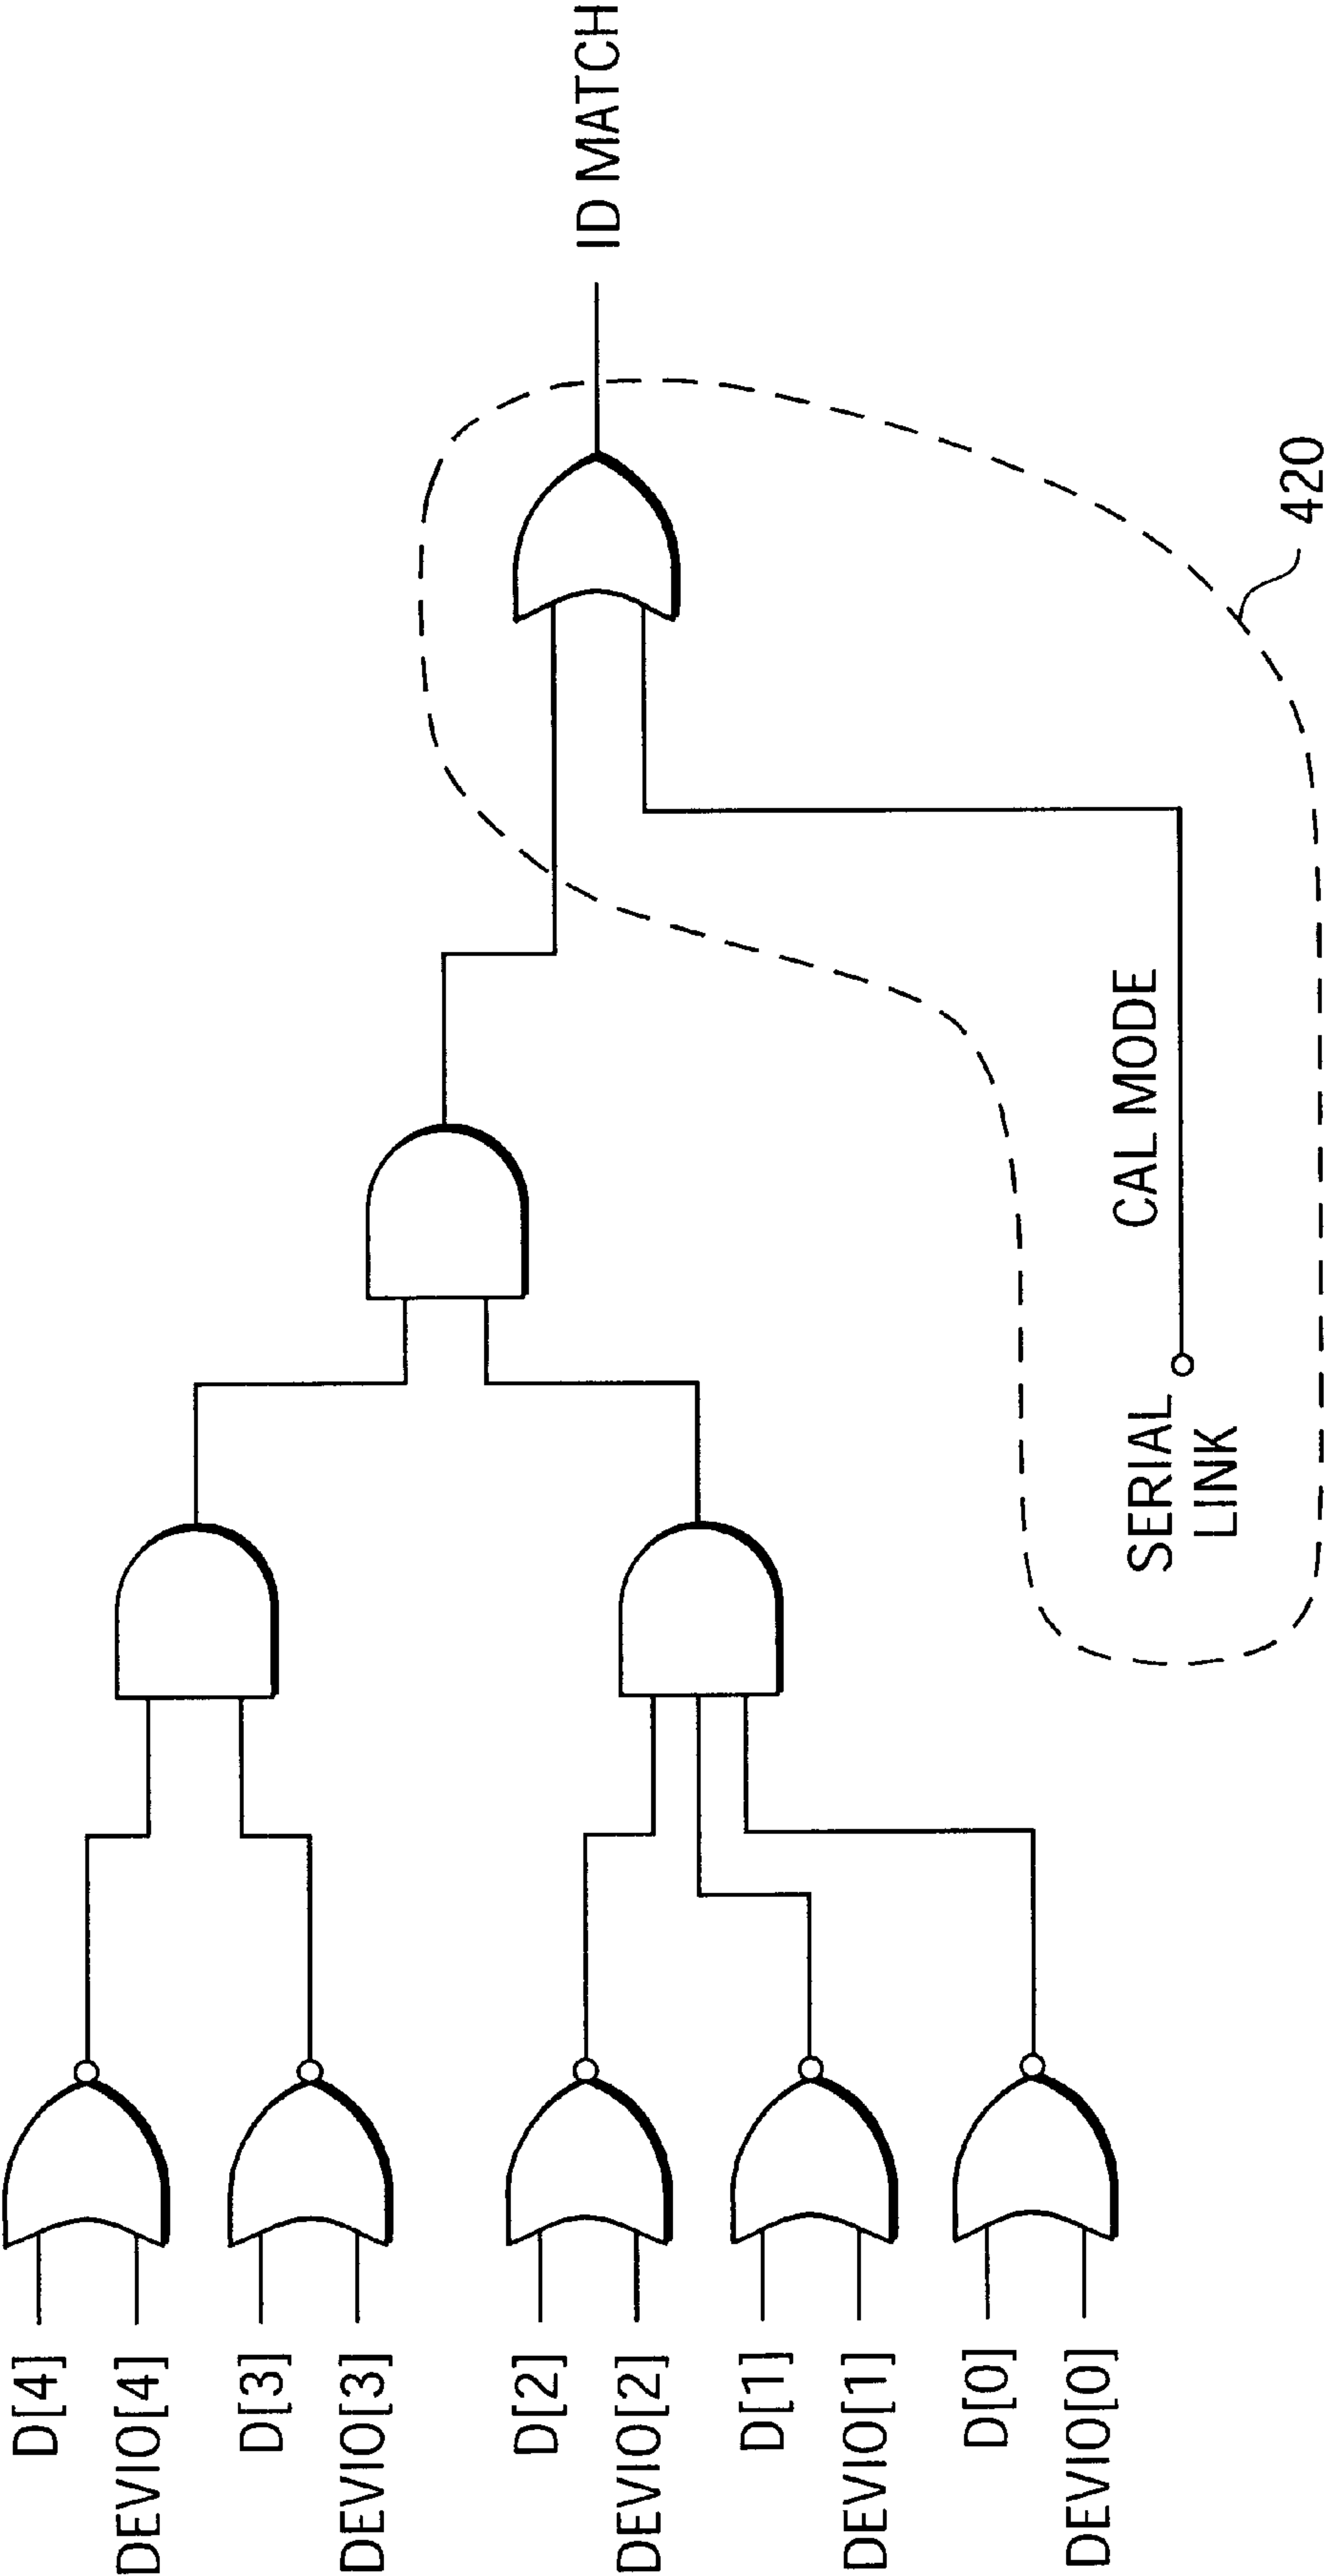 D[4]
DEVIO[4]
D[3]
DEVIO[3]
D[2]
DEVIO[2]
D[1]
DEVIO[1]
D[0]
DEVIO[0]
SERIAL
LINK
CAL MODE
ID MATCH
420